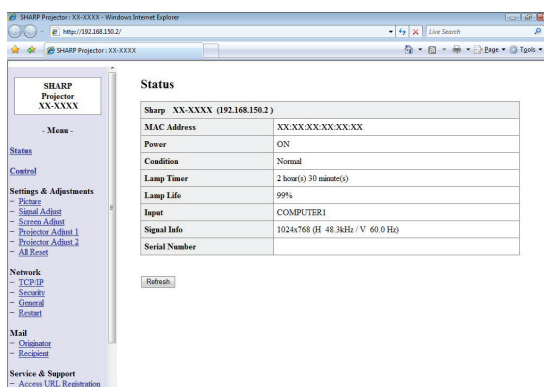 SHARP Projector : XX-XXXX - Windows Internet Explorer
http://192.168.150.2/
Live Search
SHARP Projector : XX-XXXX
Page
Tools
SHARP
Projector
XX-XXXX
- Menu -
Status
Control
Settings & Adjustments
- Picture
- Signal Adjust
- Screen Adjust
- Projector Adjust 1
- Projector Adjust 2
- All Reset
Network
- TCP/IP
- Security
- General
- Restart
Mail
- Originator
- Recipient
Service & Support
- Access URL Registration
Status
Sharp XX-XXXX (192.168.150.2 )
MAC Address XX:XX:XX:XX:XX:XX
Power ON
Condition Normal
Lamp Timer 2 hour(s) 30 minute(s)
Lamp Life 99%
Input COMPUTER1
Signal Info 1024x768 (H 48.3kHz / V 60.0 Hz)
Serial Number
Refresh